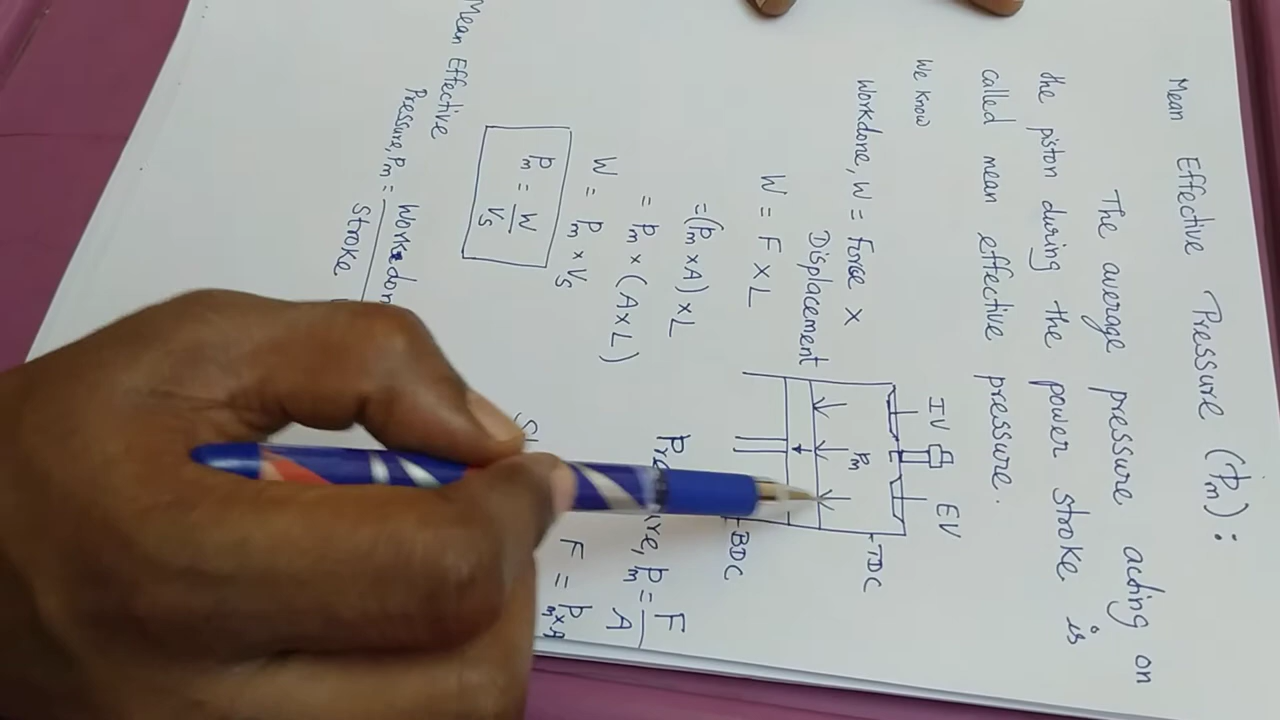 Mean Effective Pressure (Pm):
The average pressure acting on
the piston during the power stroke is
called mean effective pressure.
We know
Workdone, W = Force x
Displacement
W = F x L
= (Pm x A) x L
= Pm x (A x L)
W = Pm x Vs
Pm = W
Vs
Mean Effective
Pressure, Pm =
Stroke
IV
EV
Pm
TDC
BDC
Pm = F
A
F = Pm x A